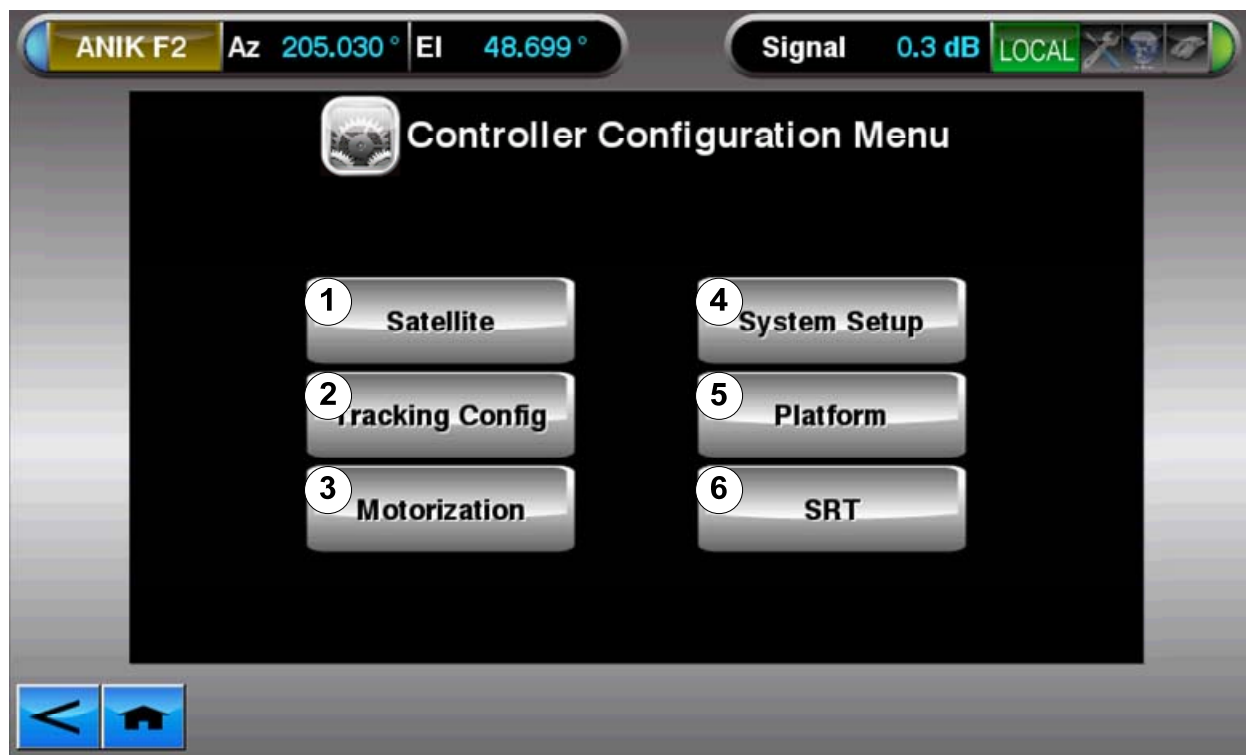 ANIK F2 Az 205.030 ° El 48.699 ° Signal 0.3 dB LOCAL
Controller Configuration Menu
1 Satellite
4 System Setup
2 Tracking Config
5 Platform
3 Motorization
6 SRT
<